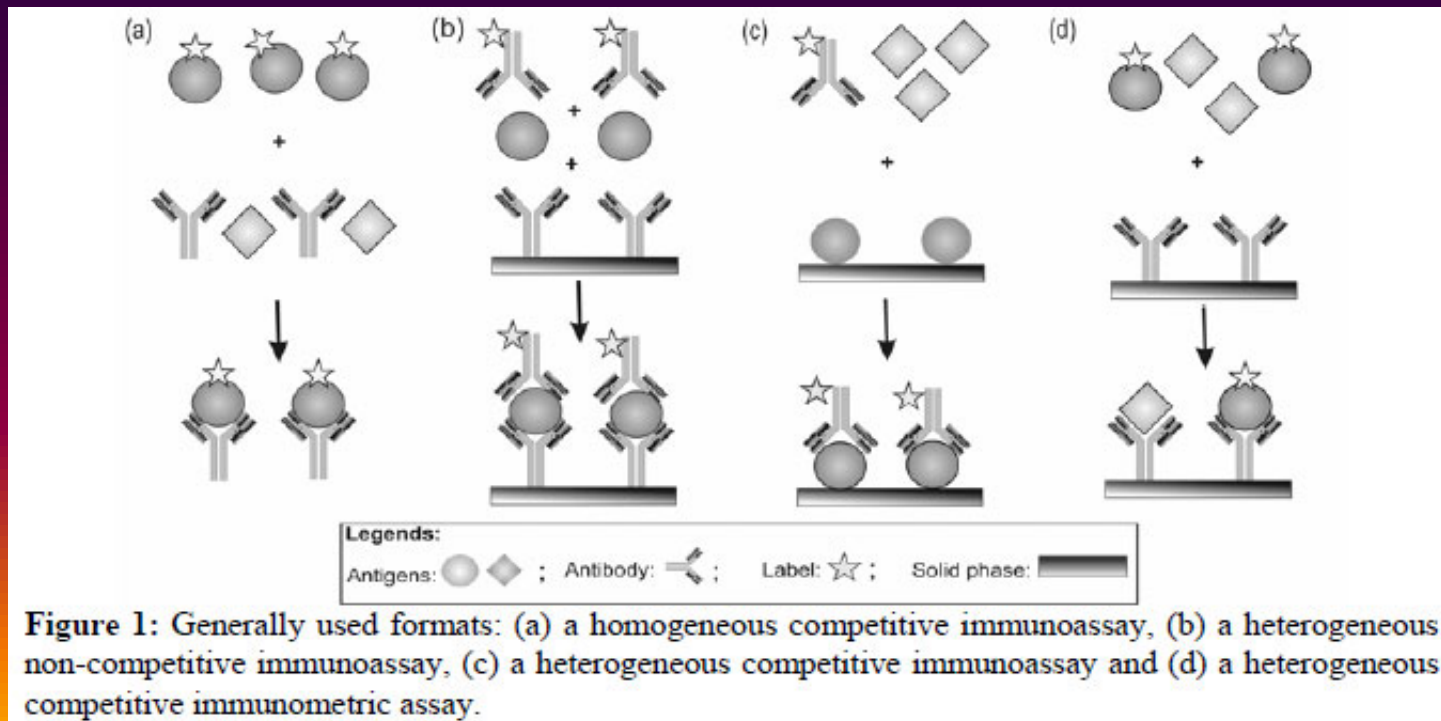 (a) (b) (c) (d)
+ + + +
+
Legends:
Antigens: ; Antibody: ; Label: ; Solid phase:
Figure 1: Generally used formats: (a) a homogeneous competitive immunoassay, (b) a heterogeneous
non-competitive immunoassay, (c) a heterogeneous competitive immunoassay and (d) a heterogeneous
competitive immunometric assay.